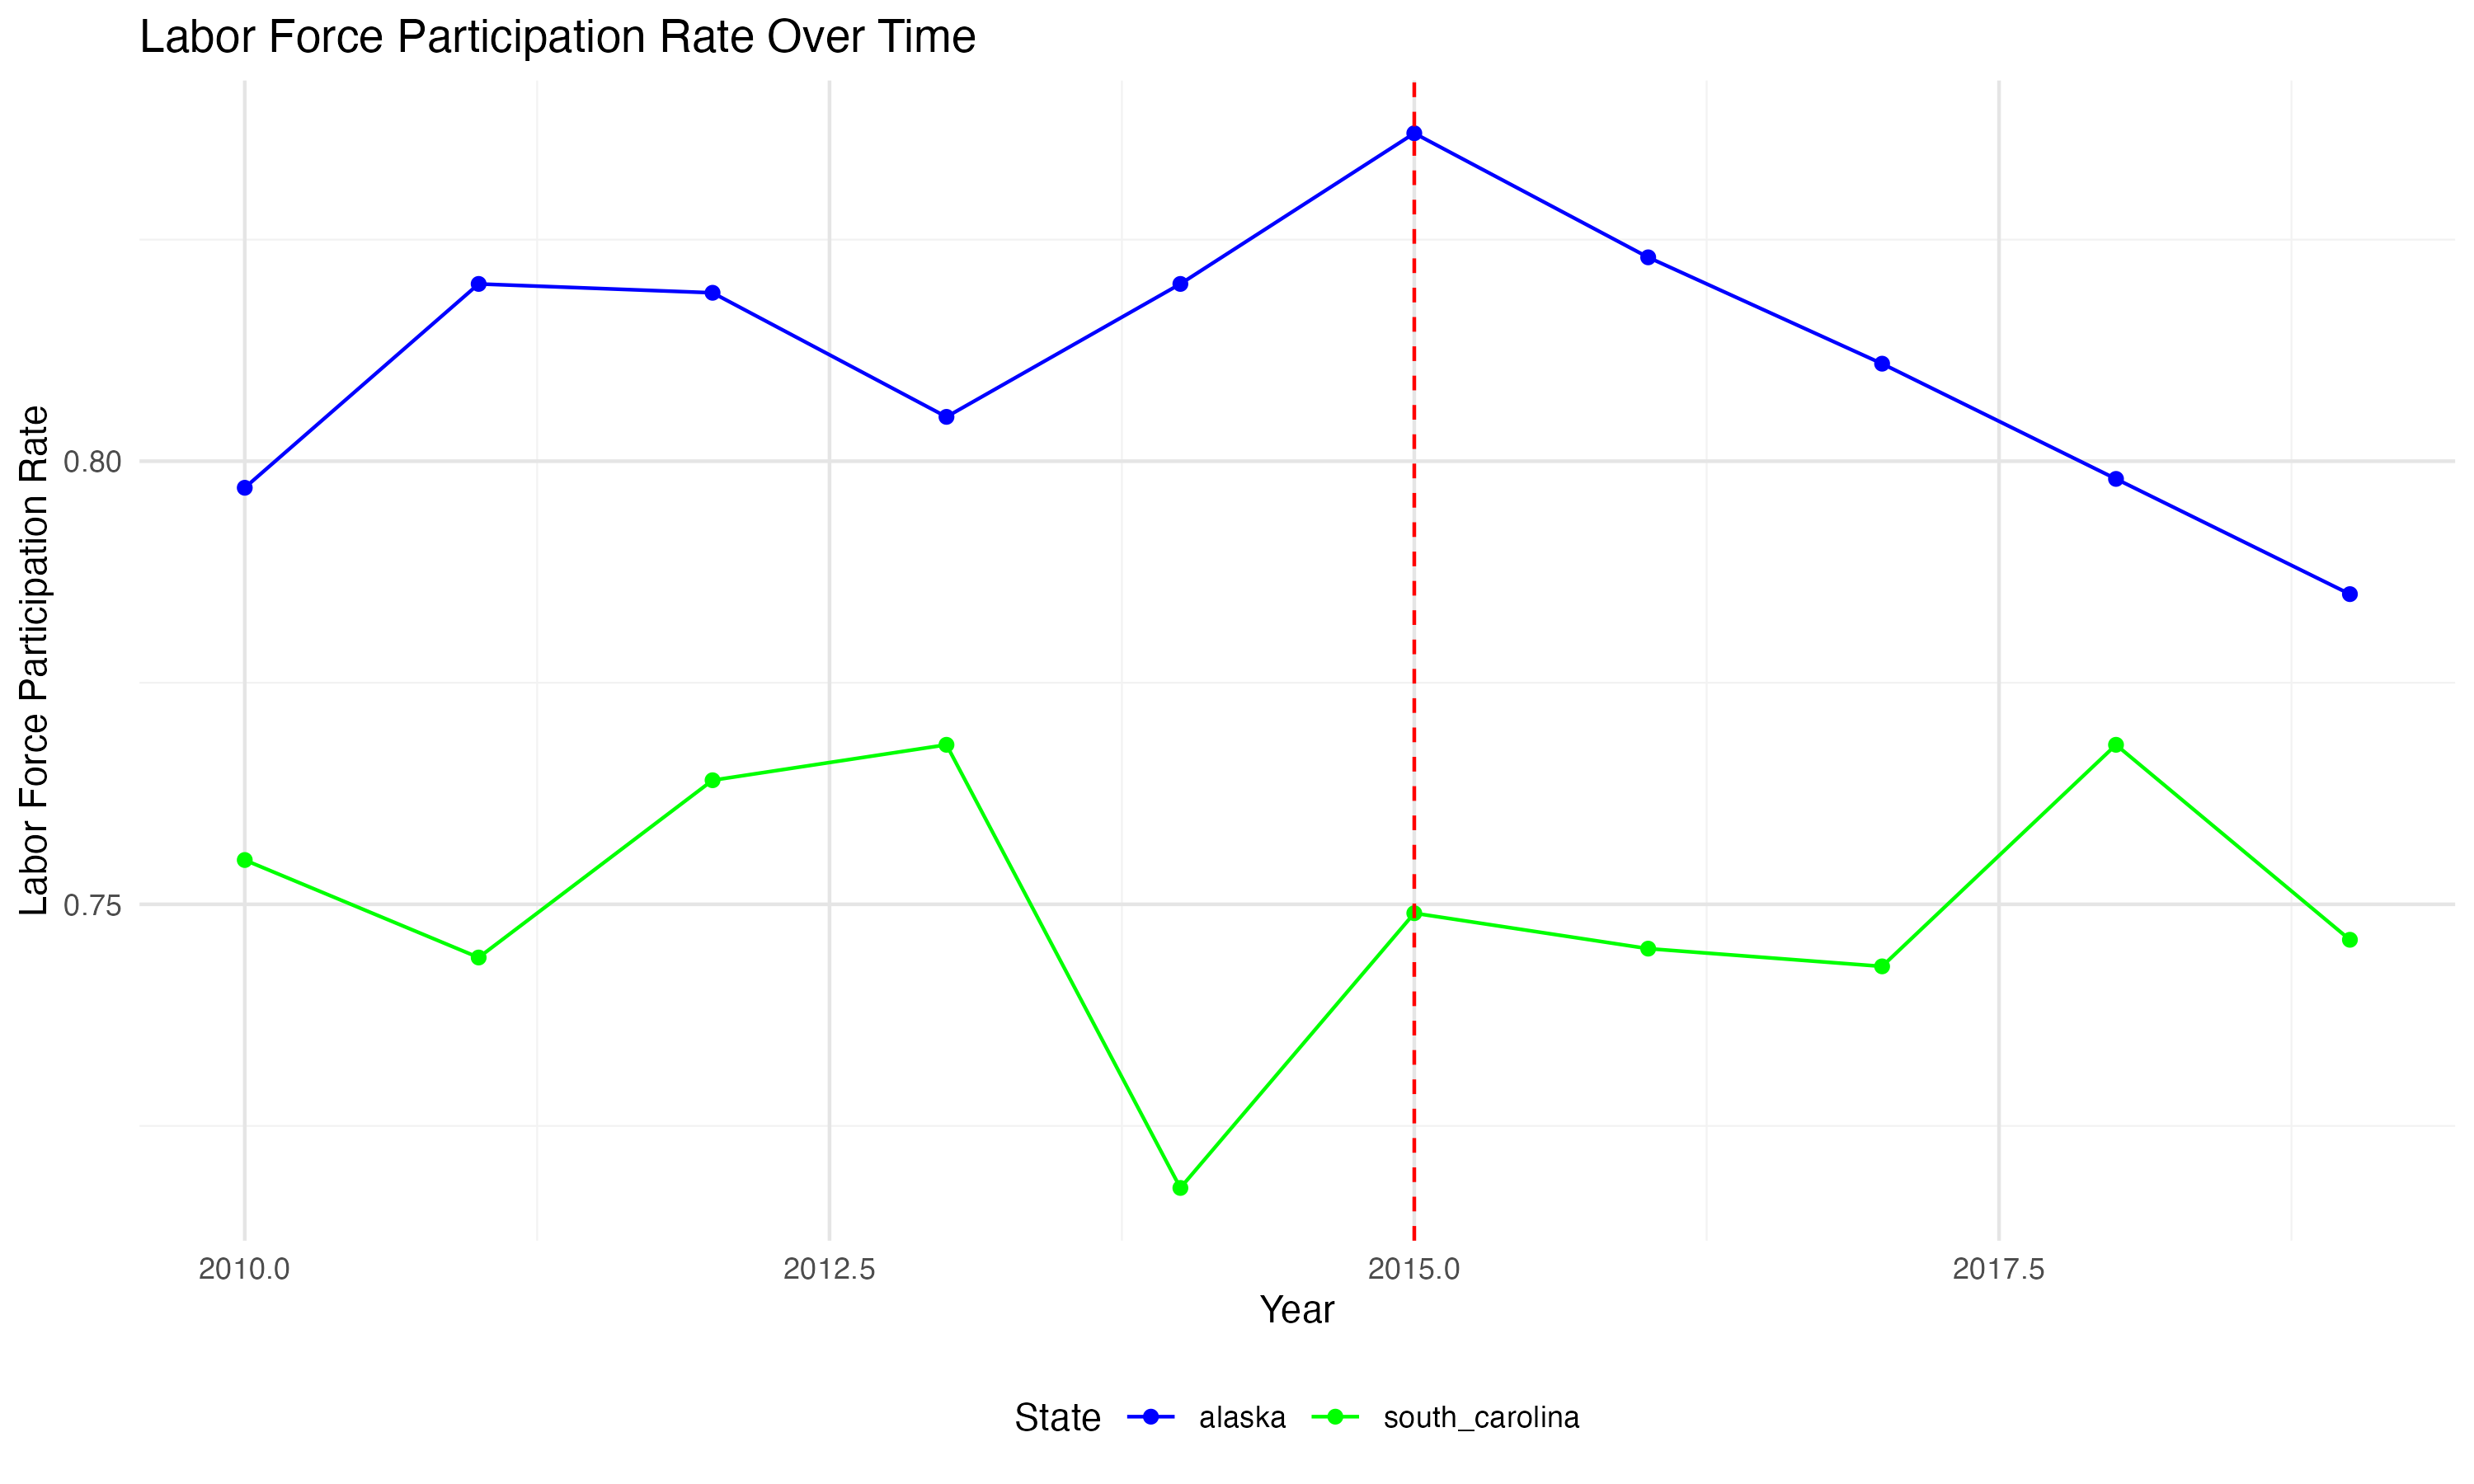 Labor Force Participation Rate Over Time
Labor Force Participation Rate
0.80
0.75
2010.0 2012.5 2015.0 2017.5
Year
State alaska south_carolina